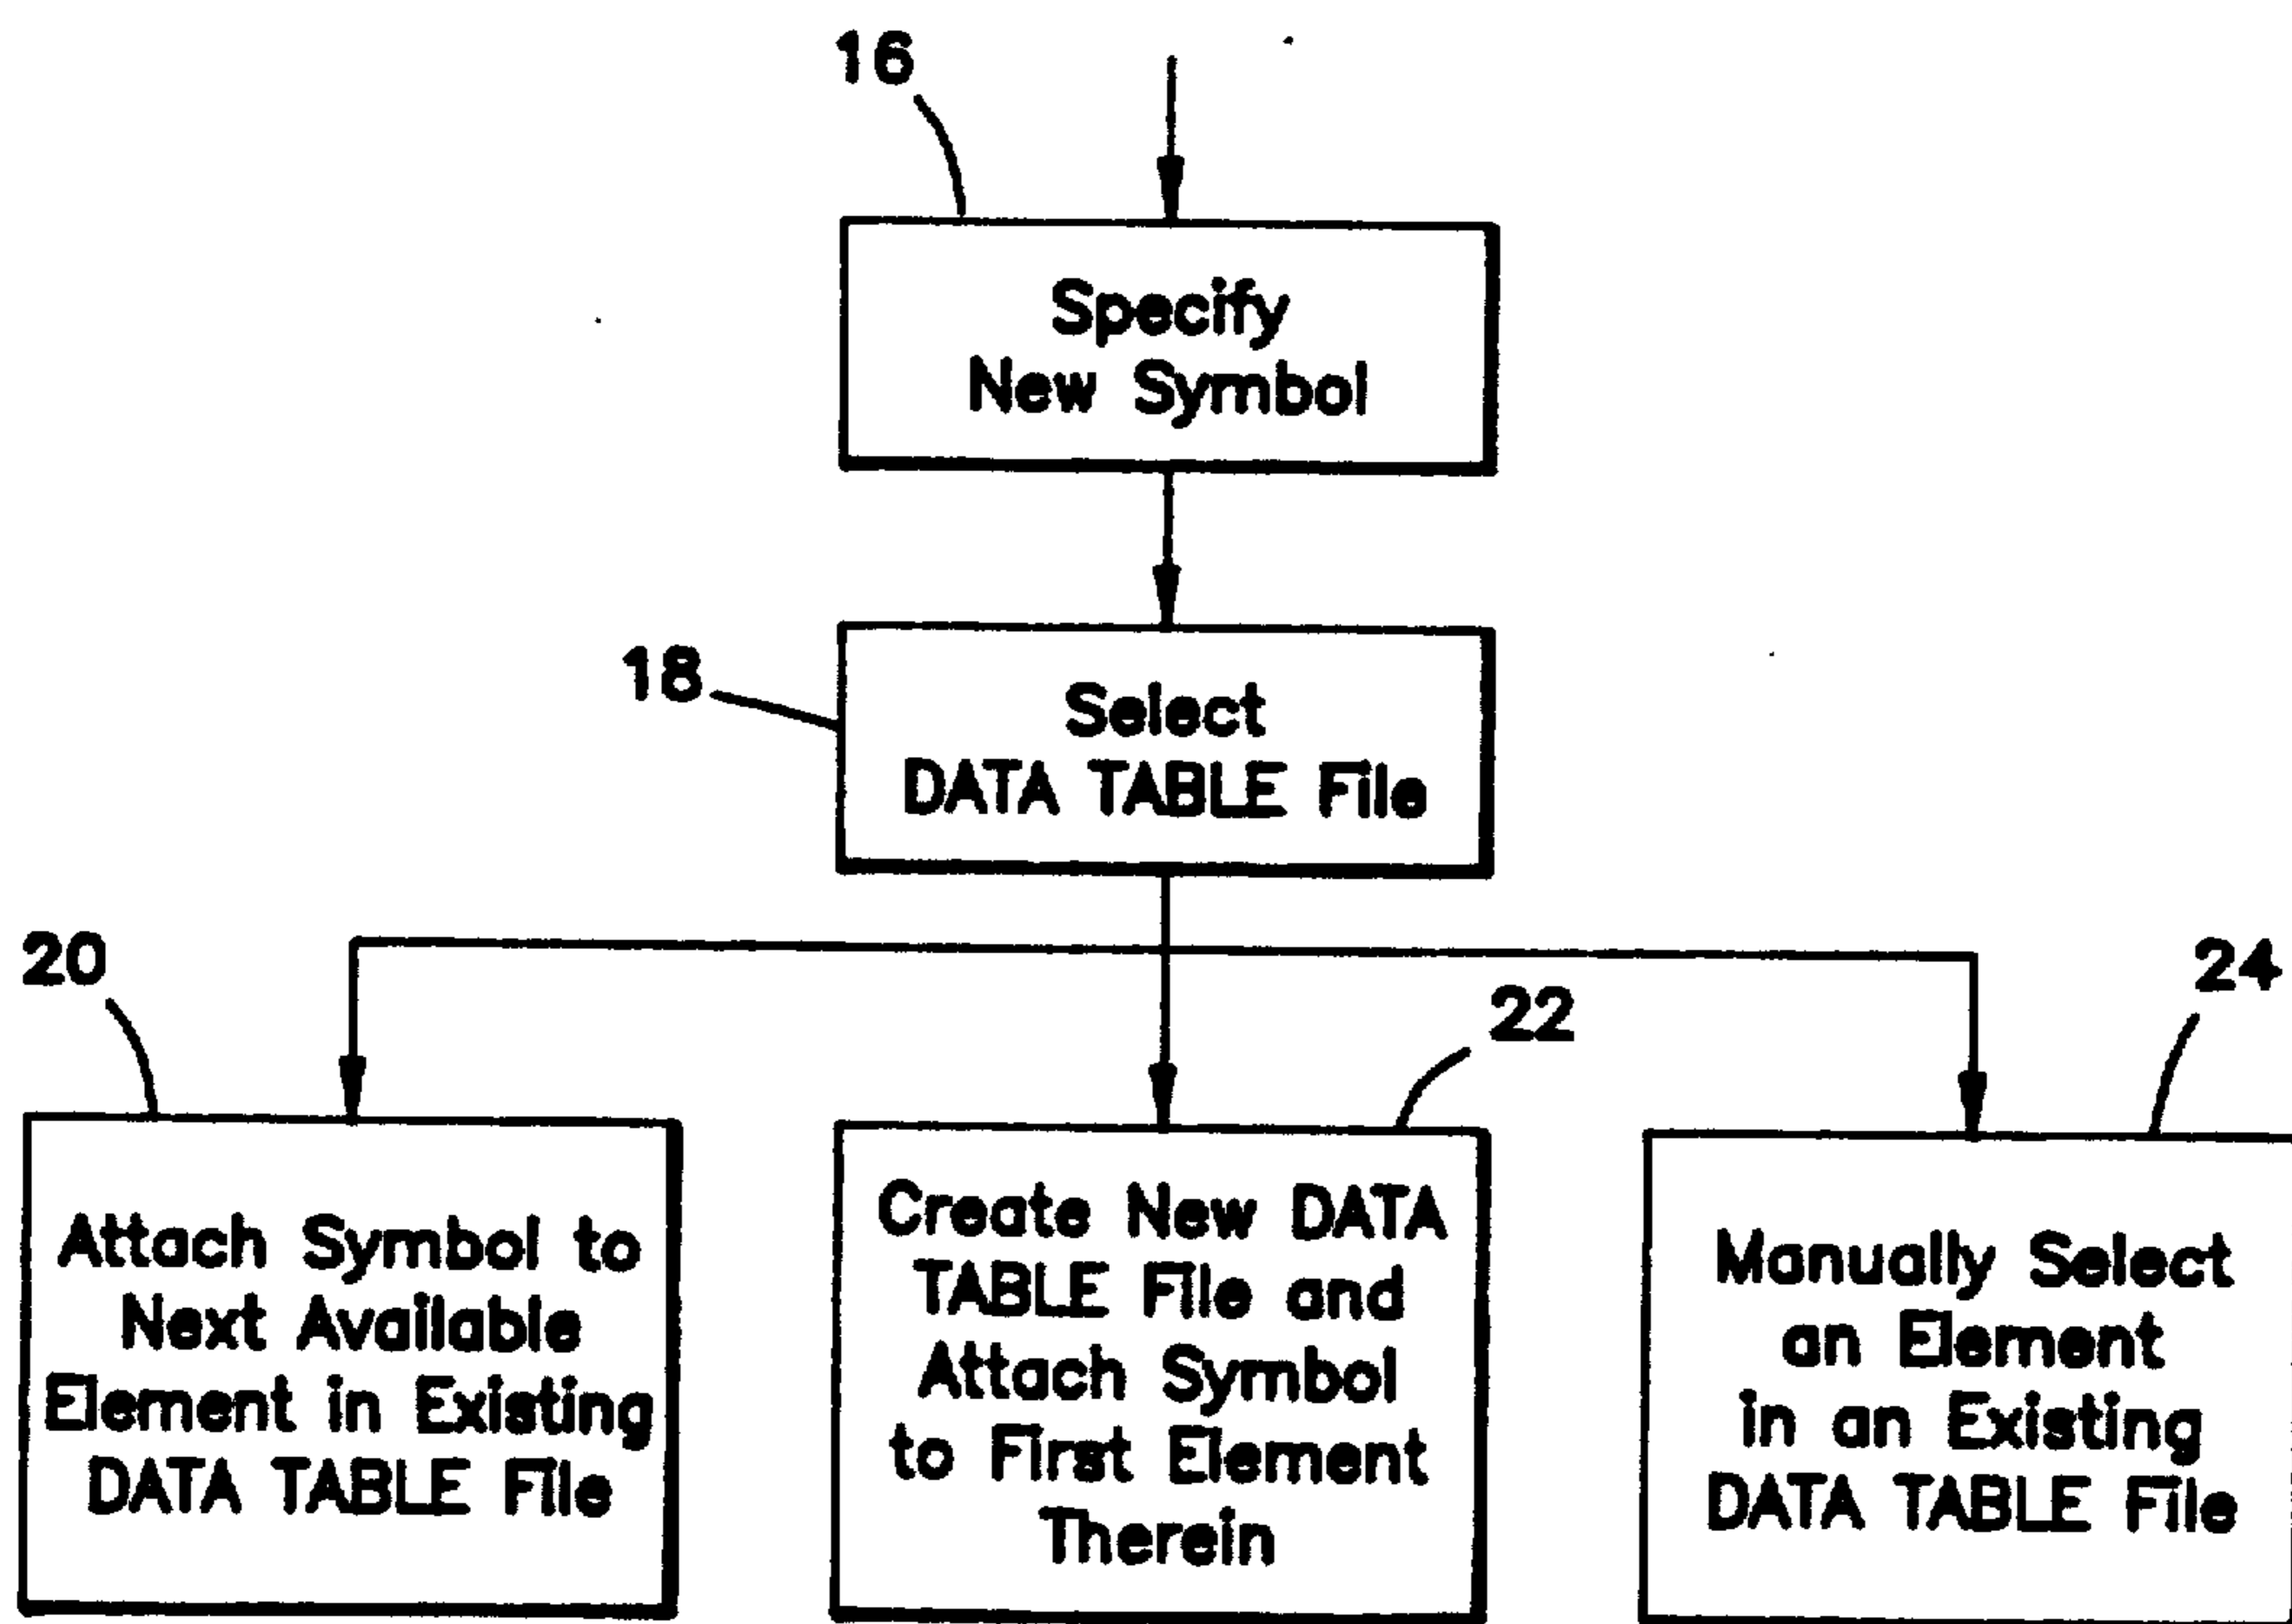 16
Specify
New Symbol
18
Select
DATA TABLE File
20
22
24
Attach Symbol to
Next Available
Element in Existing
DATA TABLE File
Create New DATA
TABLE File and
Attach Symbol
to First Element
Therein
Manually Select
an Element
in an Existing
DATA TABLE File